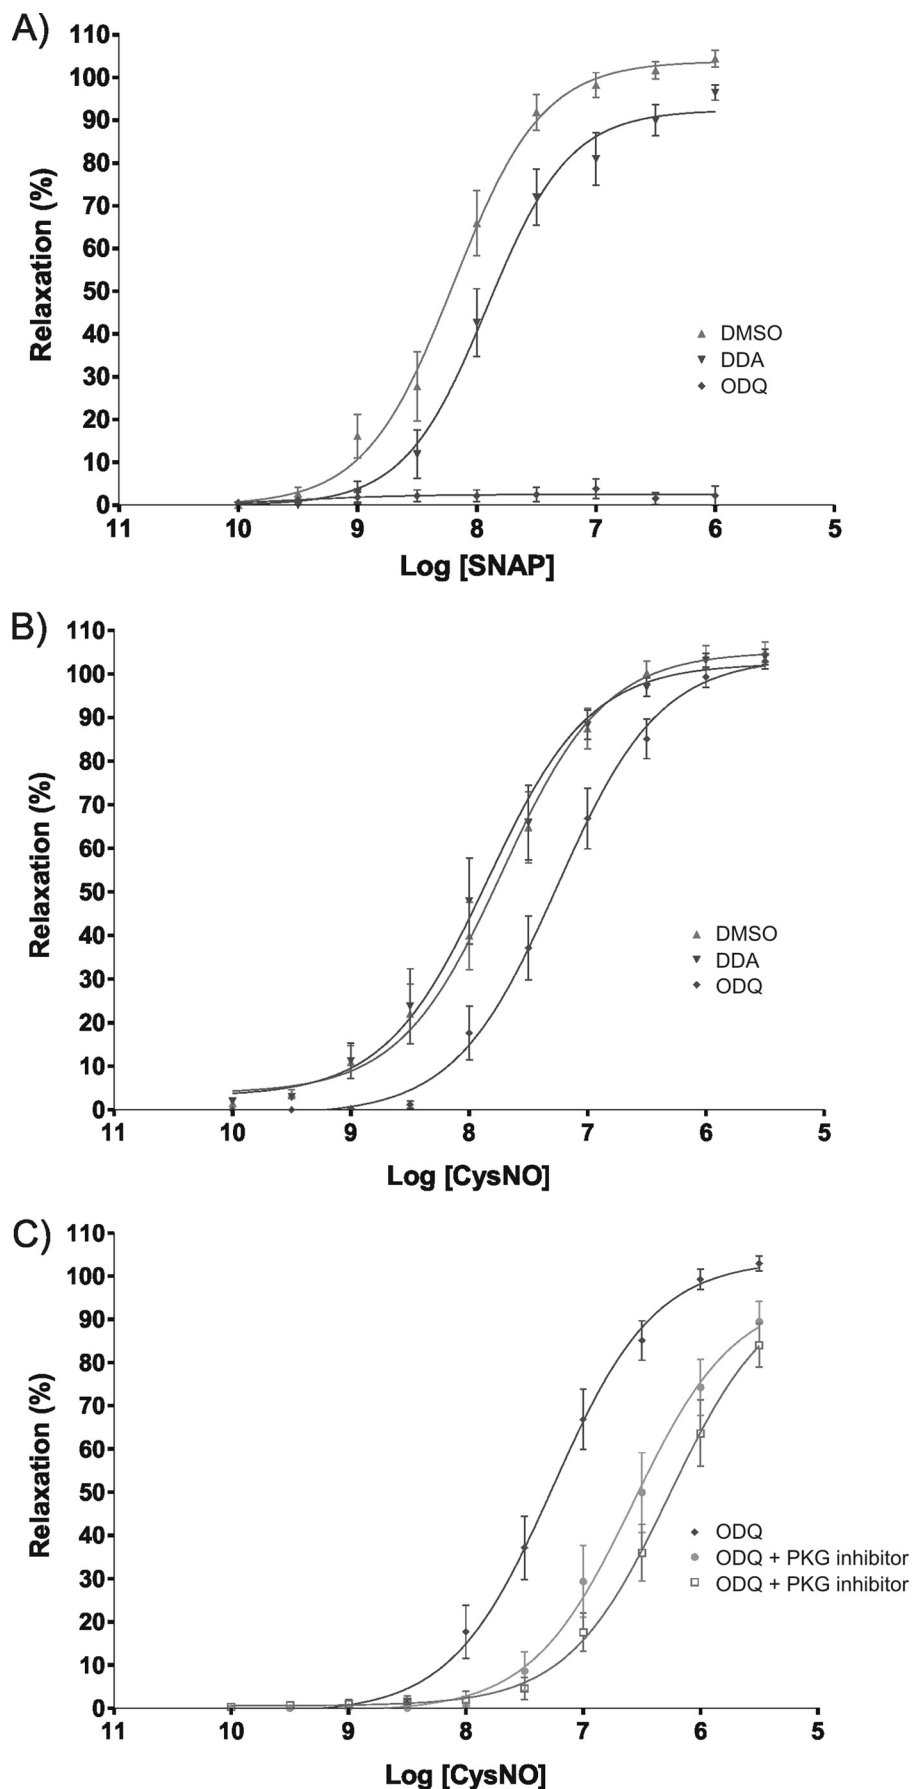 A)
110
100
90
80
70
60
50
40
30
20
10
0
Relaxation (%)
DMSO
DDA
ODQ
11 10 9 8 7 6 5
Log [SNAP]
B)
110
100
90
80
70
60
50
40
30
20
10
0
Relaxation (%)
DMSO
DDA
ODQ
11 10 9 8 7 6 5
Log [CysNO]
C)
110
100
90
80
70
60
50
40
30
20
10
0
Relaxation (%)
ODQ
ODQ + PKG inhibitor
ODQ + PKG inhibitor
11 10 9 8 7 6 5
Log [CysNO]